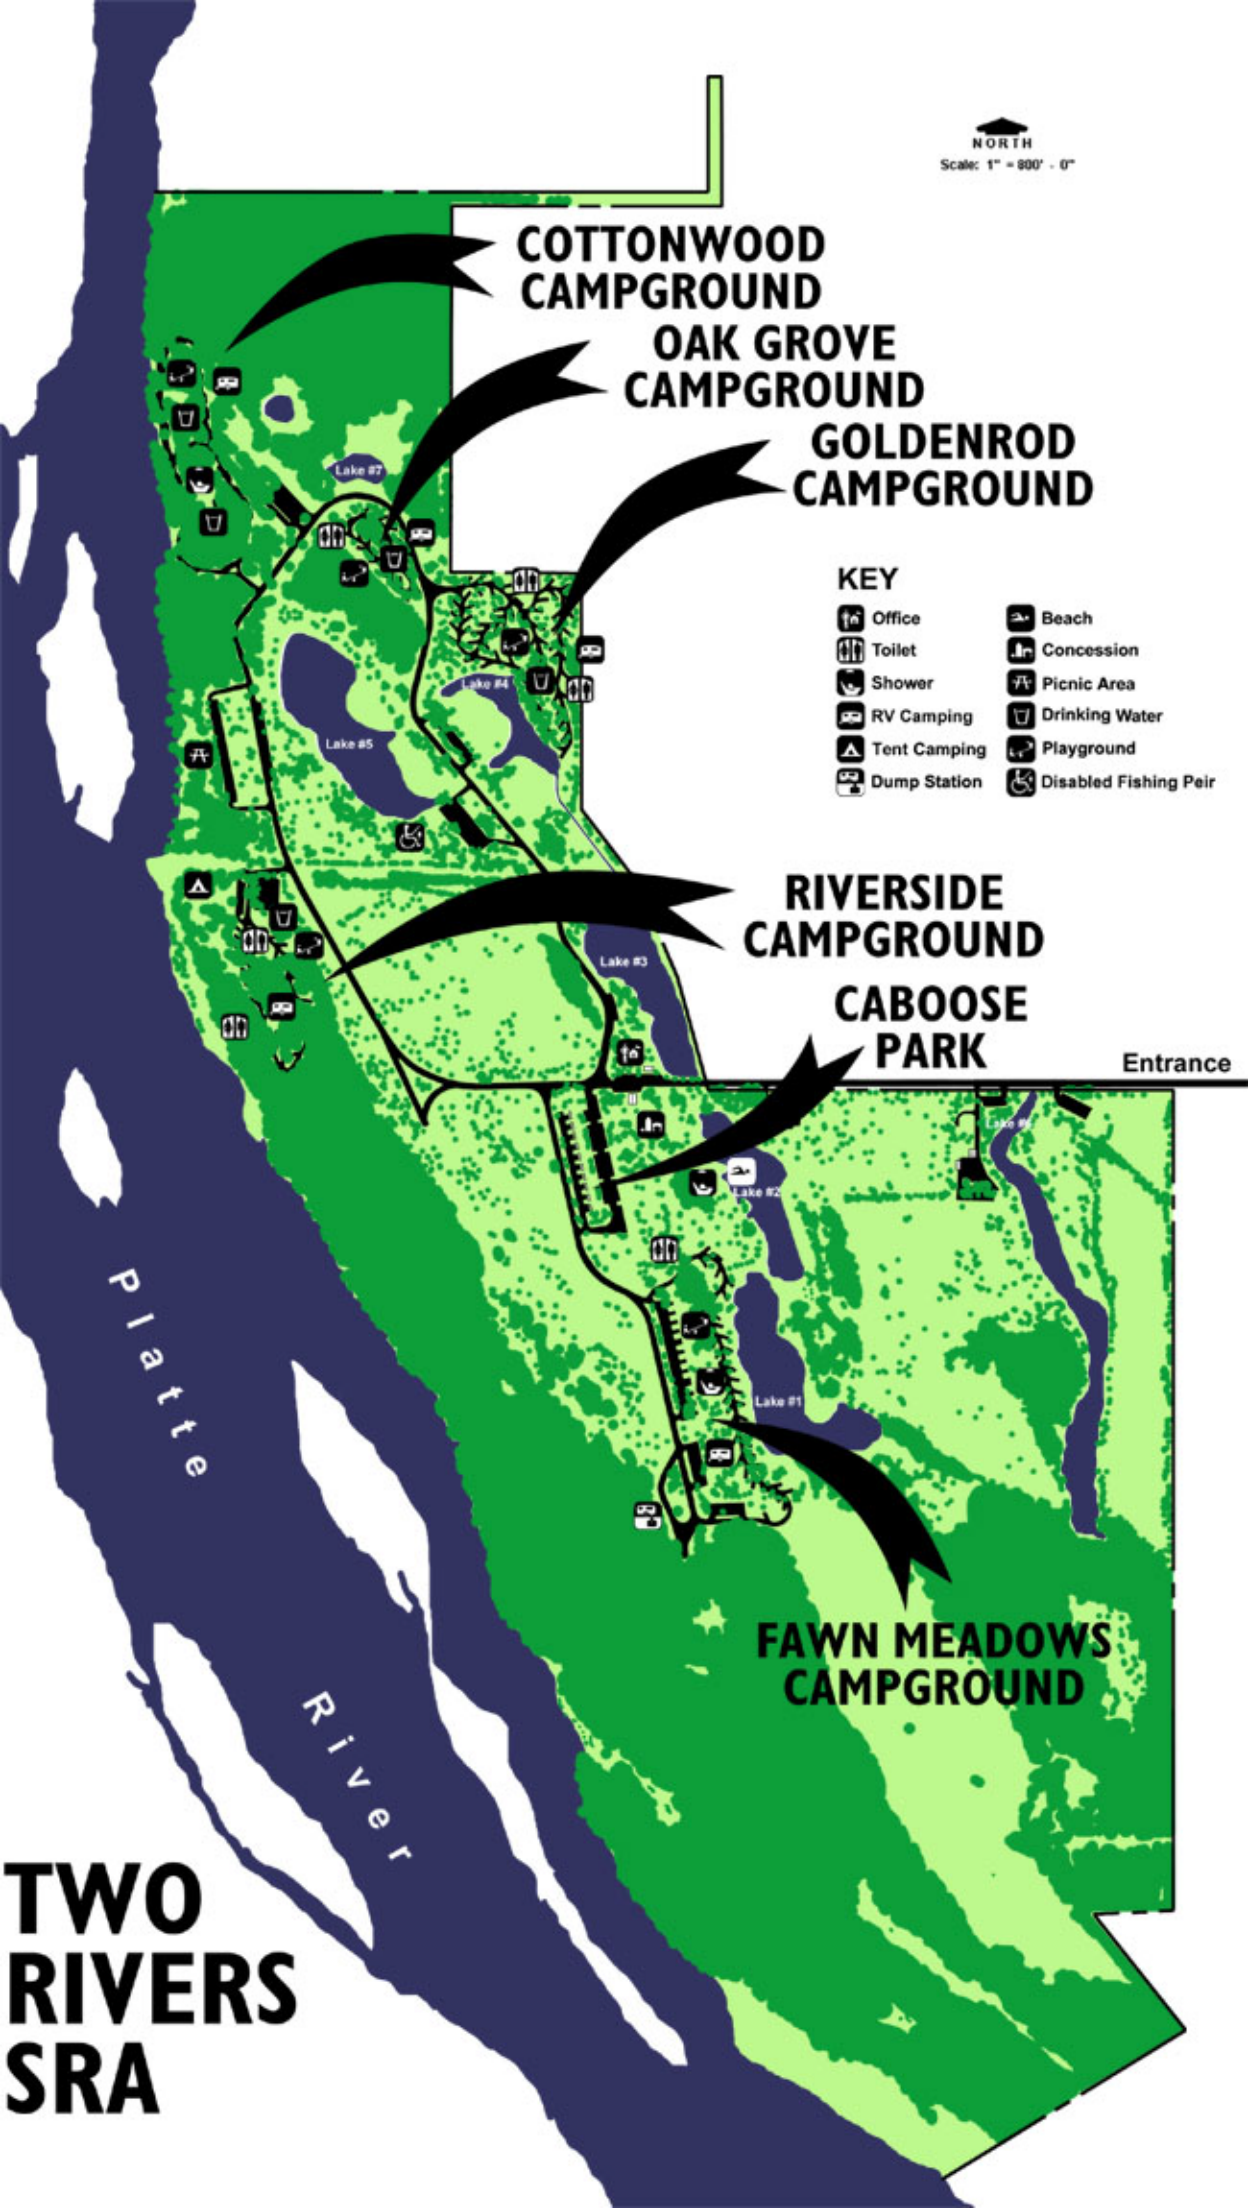 NORTH
Scale: 1" = 800' - 0"
COTTONWOOD
CAMPGROUND
OAK GROVE
CAMPGROUND
GOLDENROD
CAMPGROUND
Lake #7
KEY
Office
Toilet
Shower
RV Camping
Tent Camping
Dump Station
Beach
Concession
Picnic Area
Drinking Water
Playground
Disabled Fishing Peir
Lake #4
Lake #5
RIVERSIDE
CAMPGROUND
Lake #3
CABOOSE
PARK
Entrance
Lake #2
Lake #1
Platte
River
FAWN MEADOWS
CAMPGROUND
TWO
RIVERS
SRA